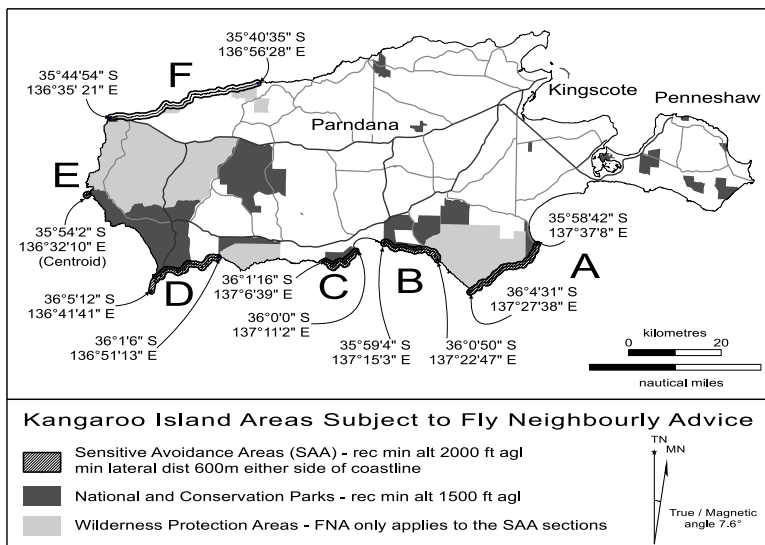 35°40'35" S
136°56'28" E
35°44'54" S
136°35' 21" E
F
Kingscote
Penneshaw
Parndana
E
35°54'2" S
136°32'10" E
(Centroid)
35°58'42" S
137°37'8" E
A
B
C
D
36°1'16" S
137°6'39" E
36°5'12" S
136°41'41" E
36°4'31" S
137°27'38" E
36°0'0" S
137°11'2" E
36°1'6" S
136°51'13" E
35°59'4" S
137°15'3" E
36°0'50" S
137°22'47" E
kilometres
0 20
nautical miles
Kangaroo Island Areas Subject to Fly Neighbourly Advice
Sensitive Avoidance Areas (SAA) - rec min alt 2000 ft agl
min lateral dist 600m either side of coastline
National and Conservation Parks - rec min alt 1500 ft agl
Wilderness Protection Areas - FNA only applies to the SAA sections
TN
MN
True / Magnetic
angle 7.6°